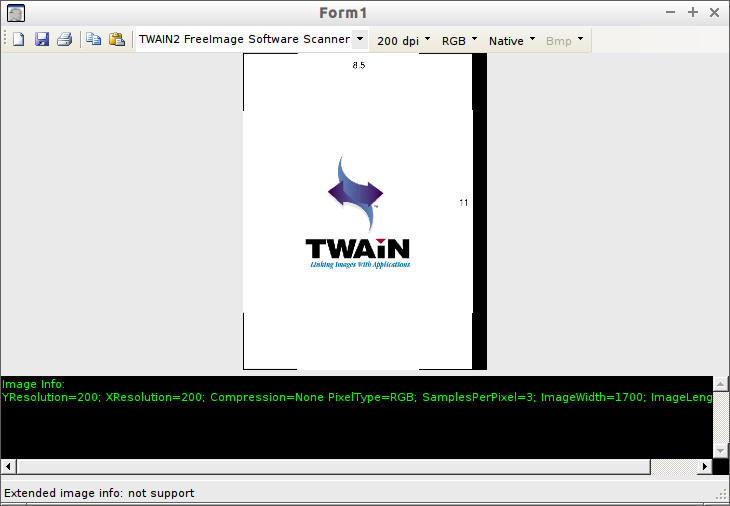 Form1
TWAIN2 FreeImage Software Scanner 200 dpi RGB Native Bmp
8.5
11
TM
TWAIN
Linking Images With Applications
Image Info:
YResolution=200; XResolution=200; Compression=None PixelType=RGB; SamplesPerPixel=3; ImageWidth=1700; ImageLeng
Extended image info: not support